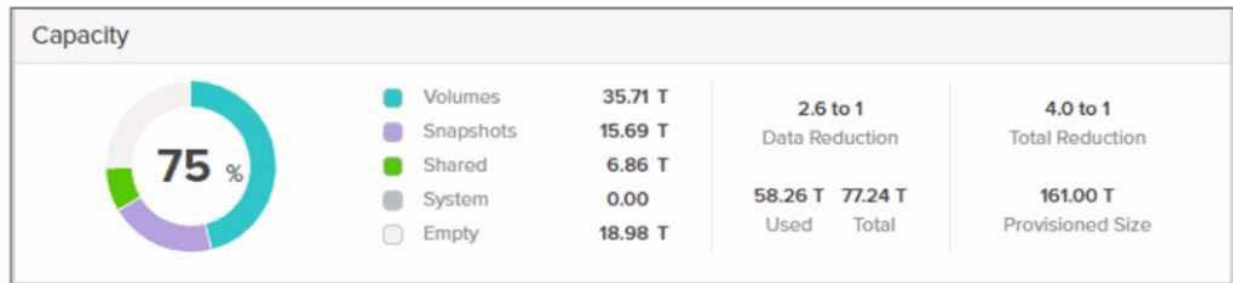 Capacity
75 %
Volumes 35.71 T
Snapshots 15.69 T
Shared 6.86 T
System 0.00
Empty 18.98 T
2.6 to 1
Data Reduction
58.26 T 77.24 T
Used Total
4.0 to 1
Total Reduction
161.00 T
Provisioned Size